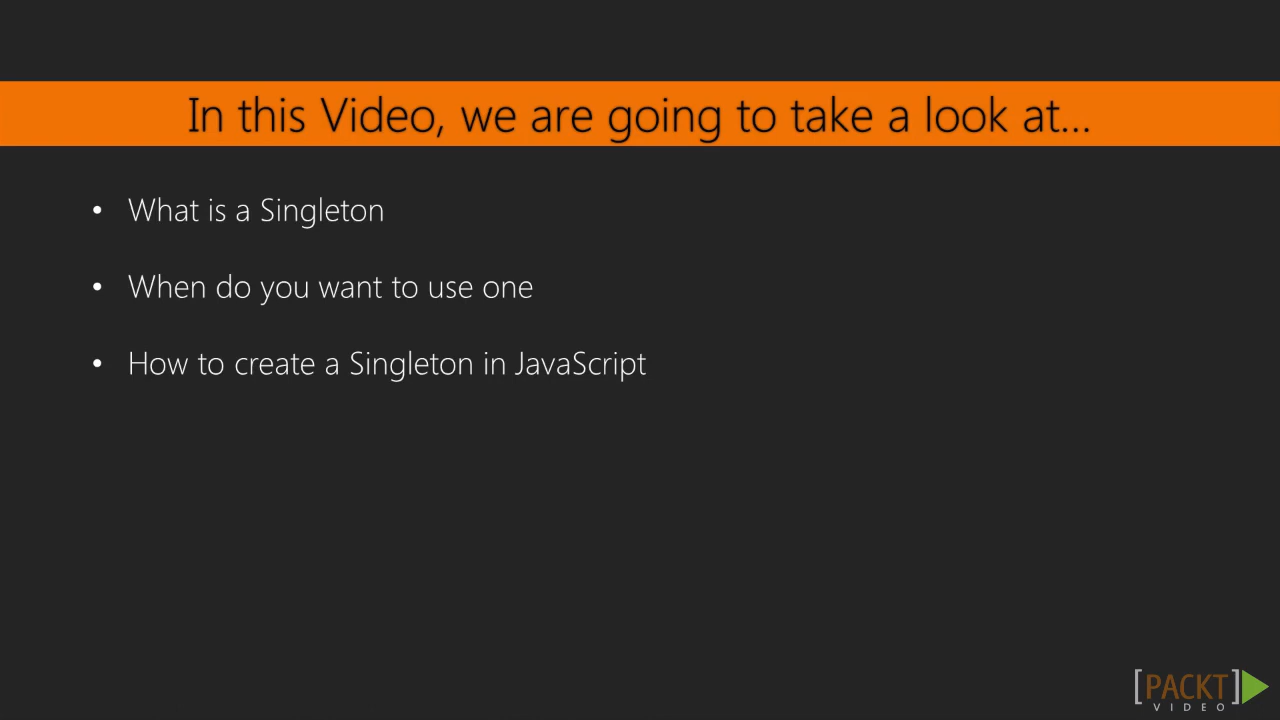 In this Video, we are going to take a look at...
• What is a Singleton
• When do you want to use one
• How to create a Singleton in JavaScript
[PACKT]
VIDEO